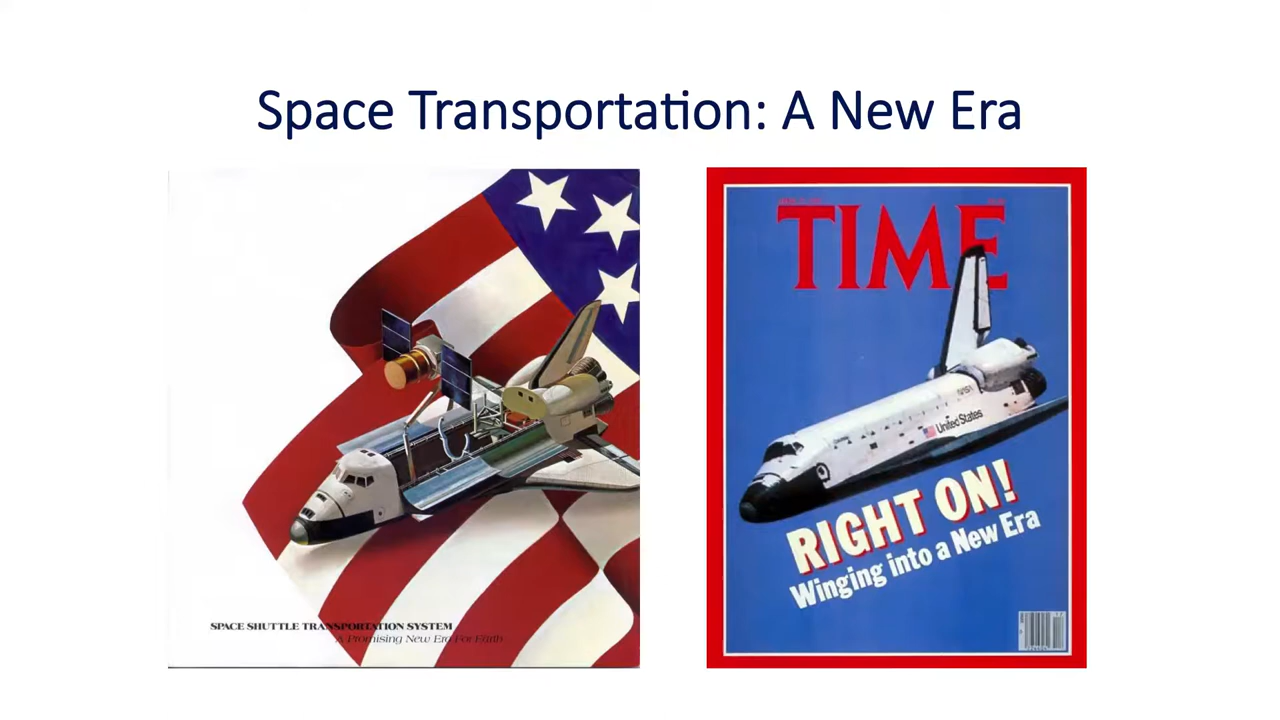 Space Transportation: A New Era
SPACE SHUTTLE TRANSPORTATION SYSTEM
A Promising New Era For Earth
TIME
United States
RIGHT ON!
Winging into a New Era